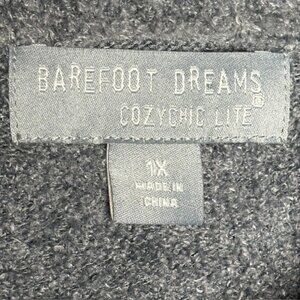 BAREFOOT DREAMS
COZYCHIC LITE®
1X
MADE IN
CHINA